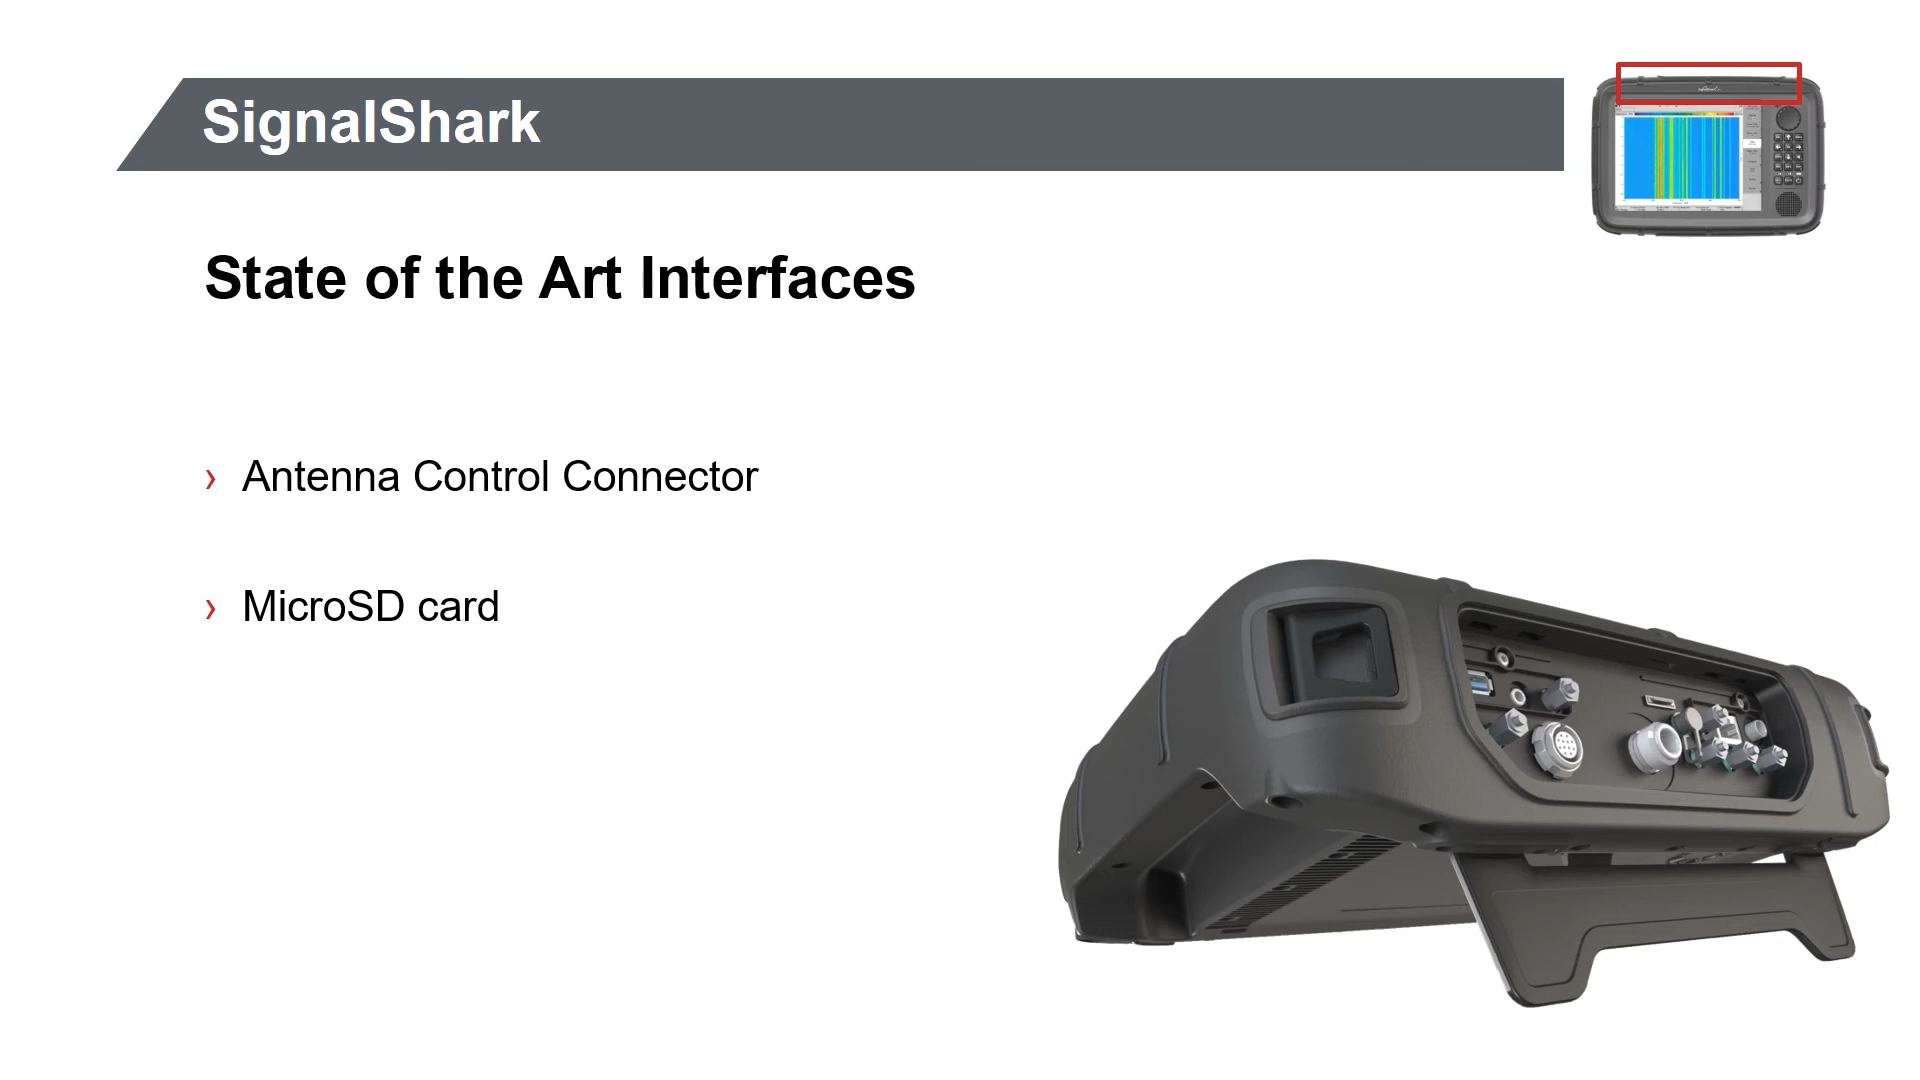 SignalShark
State of the Art Interfaces
› Antenna Control Connector
› MicroSD card